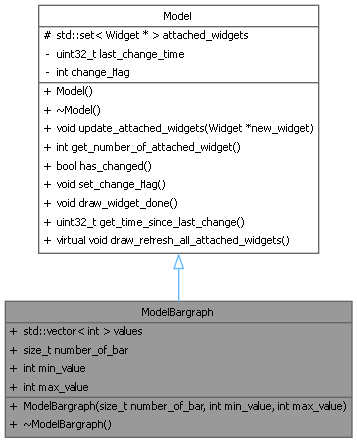 Model
# std::set< Widget * > attached_widgets
- uint32_t last_change_time
- int change_flag
+ Model()
+ ~Model()
+ void update_attached_widgets(Widget *new_widget)
+ int get_number_of_attached_widget()
+ bool has_changed()
+ void set_change_flag()
+ void draw_widget_done()
+ uint32_t get_time_since_last_change()
+ virtual void draw_refresh_all_attached_widgets()
ModelBargraph
+ std::vector< int > values
+ size_t number_of_bar
+ int min_value
+ int max_value
+ ModelBargraph(size_t number_of_bar, int min_value, int max_value)
+ ~ModelBargraph()